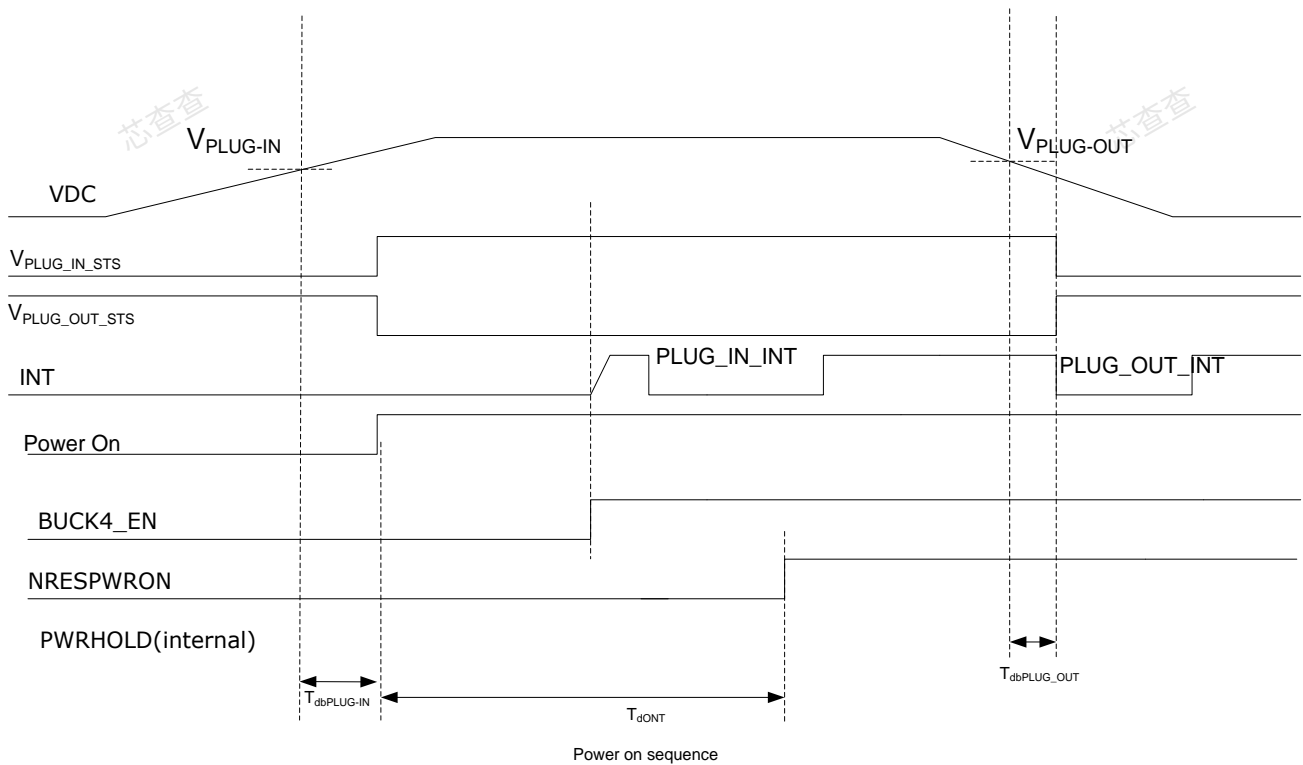 芯查查
芯查查
VPLUG-IN
VPLUG-OUT
VDC
VPLUG_IN_STS
VPLUG_OUT_STS
PLUG_IN_INT
PLUG_OUT_INT
INT
Power On
BUCK4_EN
NRESPWRON
PWRHOLD(internal)
TdbPLUG-IN
TdbPLUG_OUT
TdONT
Power on sequence